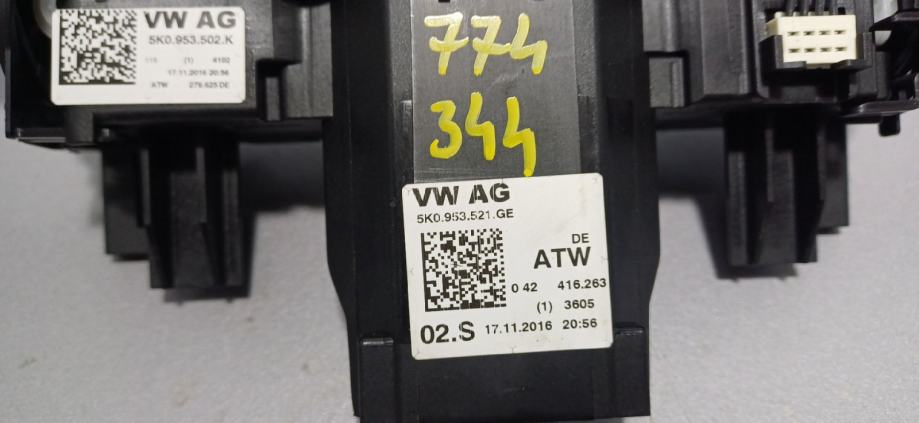 VW AG
5K0.953.502.K
115 (1) 4102
17.11.2016 20:56
ATW 279.625 DE
774
344
VW AG
5K0.953.521.GE
DE
ATW
0 42 416.263
(1) 3605
02.S 17.11.2016 20:56